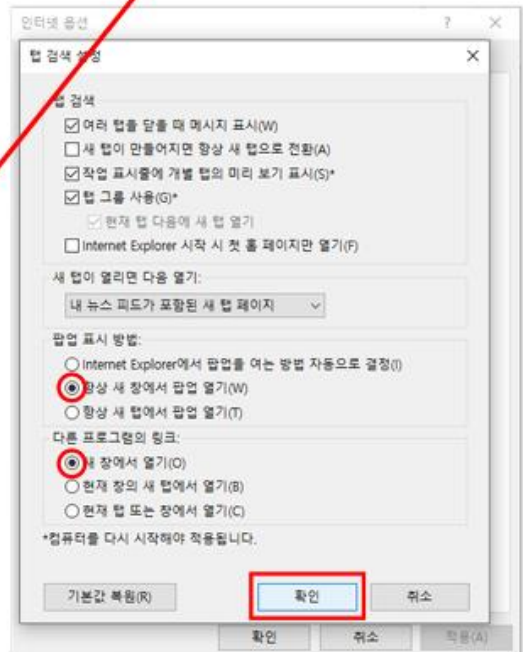 인터넷 옵션 ? ×
탭 검색 설정 ×
탭 검색
여러 탭을 닫을 때 메시지 표시(W)
새 탭이 만들어지면 항상 새 탭으로 전환(A)
작업 표시줄에 개별 탭의 미리 보기 표시(S)*
탭 그룹 사용(G)*
현재 탭 다음에 새 탭 열기
Internet Explorer 시작 시 첫 홈 페이지만 열기(F)
새 탭이 열리면 다음 열기:
내 뉴스 피드가 포함된 새 탭 페이지
팝업 표시 방법:
Internet Explorer에서 팝업을 여는 방법 자동으로 결정(I)
항상 새 창에서 팝업 열기(W)
항상 새 탭에서 팝업 열기(T)
다른 프로그램의 링크:
새 창에서 열기(O)
현재 창의 새 탭에서 열기(B)
현재 탭 또는 창에서 열기(C)
*컴퓨터를 다시 시작해야 적용됩니다.
기본값 복원(R) 확인 취소
확인 취소 적용(A)